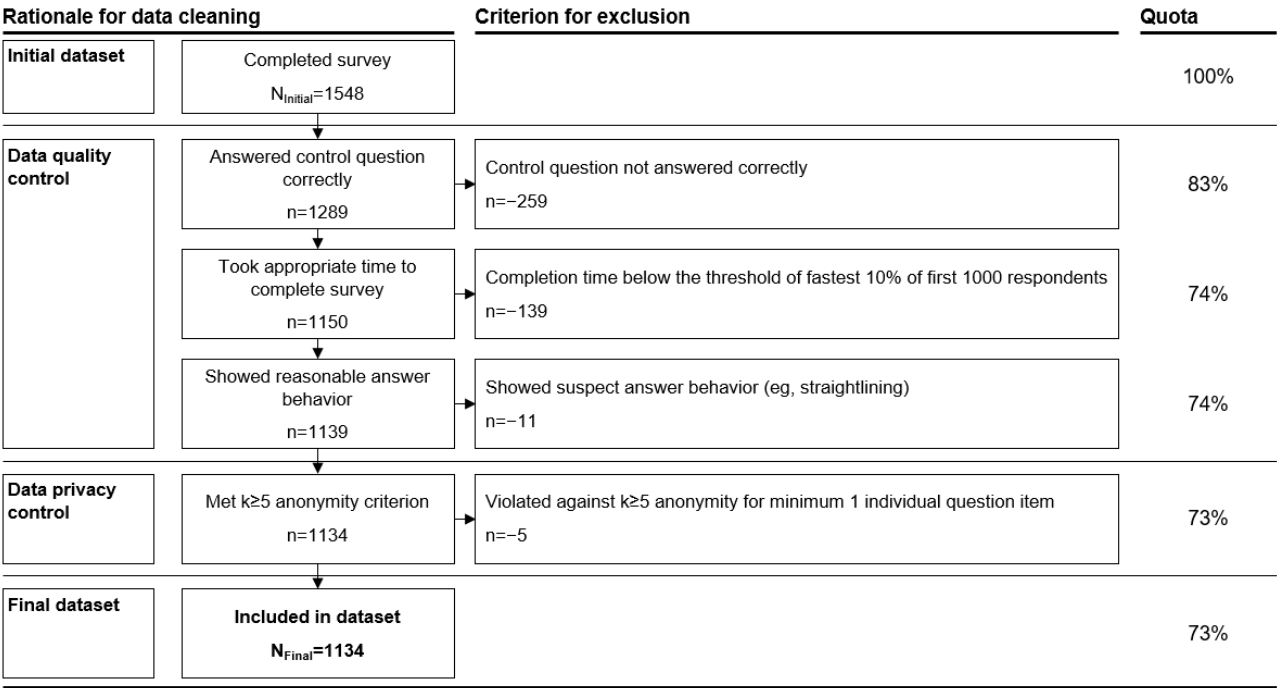 Rationale for data cleaning
Criterion for exclusion
Quota
Initial dataset
Completed survey
N_Initial=1548
100%
Data quality
control
Answered control question
correctly
n=1289
Control question not answered correctly
n=−259
83%
Took appropriate time to
complete survey
n=1150
Completion time below the threshold of fastest 10% of first 1000 respondents
n=−139
74%
Showed reasonable answer
behavior
n=1139
Showed suspect answer behavior (eg, straightlining)
n=−11
74%
Data privacy
control
Met k≥5 anonymity criterion
n=1134
Violated against k≥5 anonymity for minimum 1 individual question item
n=−5
73%
Final dataset
Included in dataset
N_Final=1134
73%